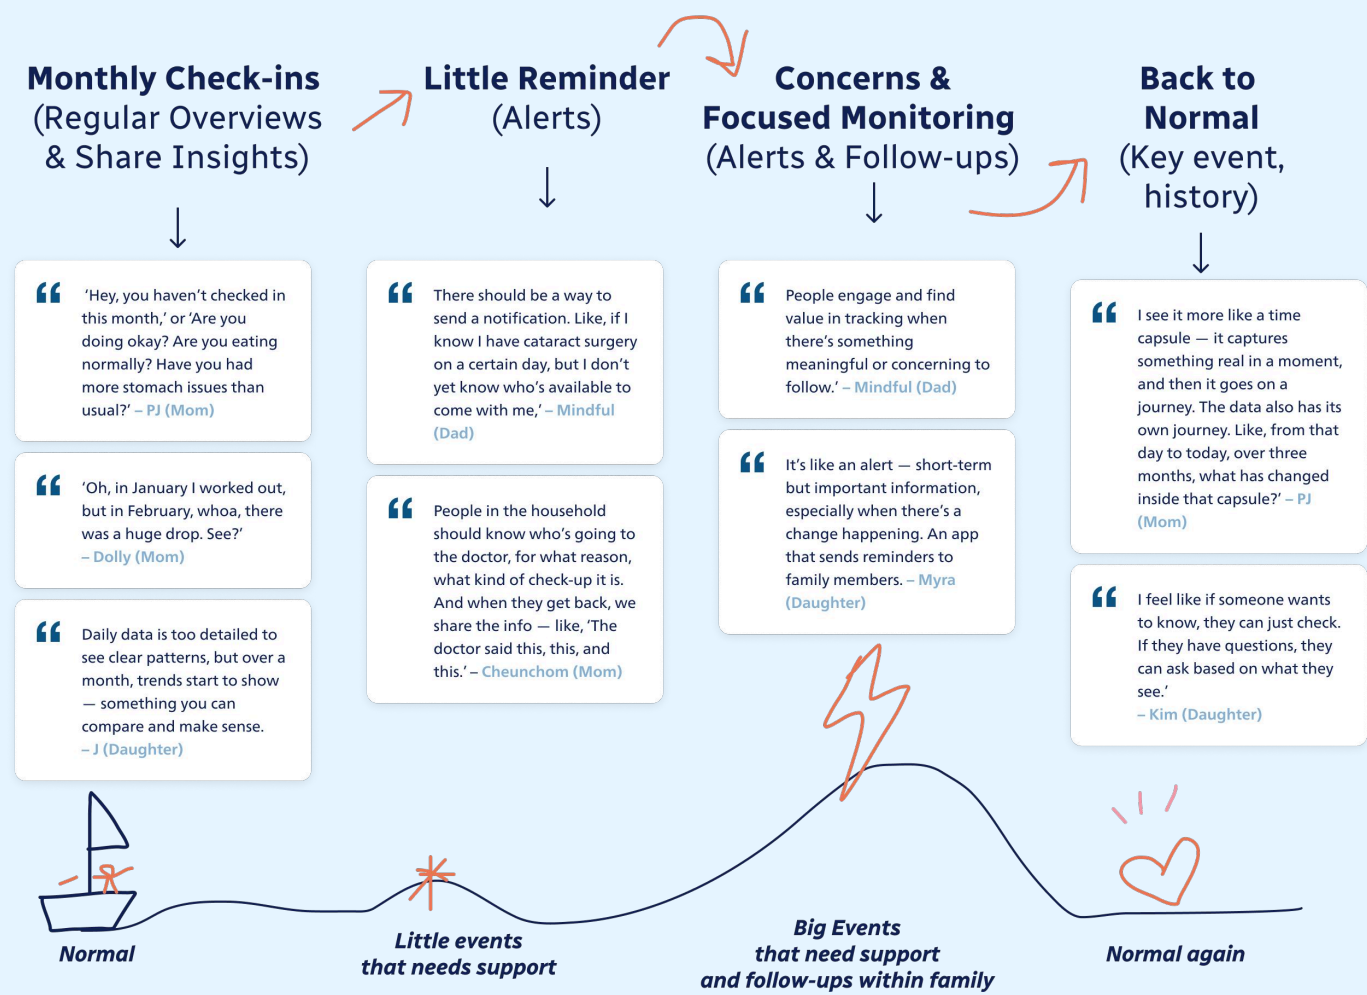 Monthly Check-ins
(Regular Overviews
& Share Insights)
“
‘Hey, you haven’t checked in
this month,’ or ‘Are you
doing okay? Are you eating
normally? Have you had
more stomach issues than
usual?’ – PJ (Mom)
“
‘Oh, in January I worked out,
but in February, whoa, there
was a huge drop. See?’
– Dolly (Mom)
“
Daily data is too detailed to
see clear patterns, but over a
month, trends start to show
— something you can
compare and make sense.
– J (Daughter)
Little Reminder
(Alerts)
“
There should be a way to
send a notification. Like, if I
know I have cataract surgery
on a certain day, but I don’t
yet know who’s available to
come with me,’ – Mindful
(Dad)
“
People in the household
should know who’s going to
the doctor, for what reason,
what kind of check-up it is.
And when they get back, we
share the info — like, ‘The
doctor said this, this, and
this.’ – Cheunchom (Mom)
Concerns &
Focused Monitoring
(Alerts & Follow-ups)
“
People engage and find
value in tracking when
there’s something
meaningful or concerning to
follow.’ – Mindful (Dad)
“
It’s like an alert — short-term
but important information,
especially when there’s a
change happening. An app
that sends reminders to
family members. – Myra
(Daughter)
Back to
Normal
(Key event,
history)
“
I see it more like a time
capsule — it captures
something real in a moment,
and then it goes on a
journey. The data also has its
own journey. Like, from that
day to today, over three
months, what has changed
inside that capsule?’ – PJ
(Mom)
“
I feel like if someone wants
to know, they can just check.
If they have questions, they
can ask based on what they
see.’
– Kim (Daughter)
Normal
Little events
that needs support
Big Events
that need support
and follow-ups within family
Normal again